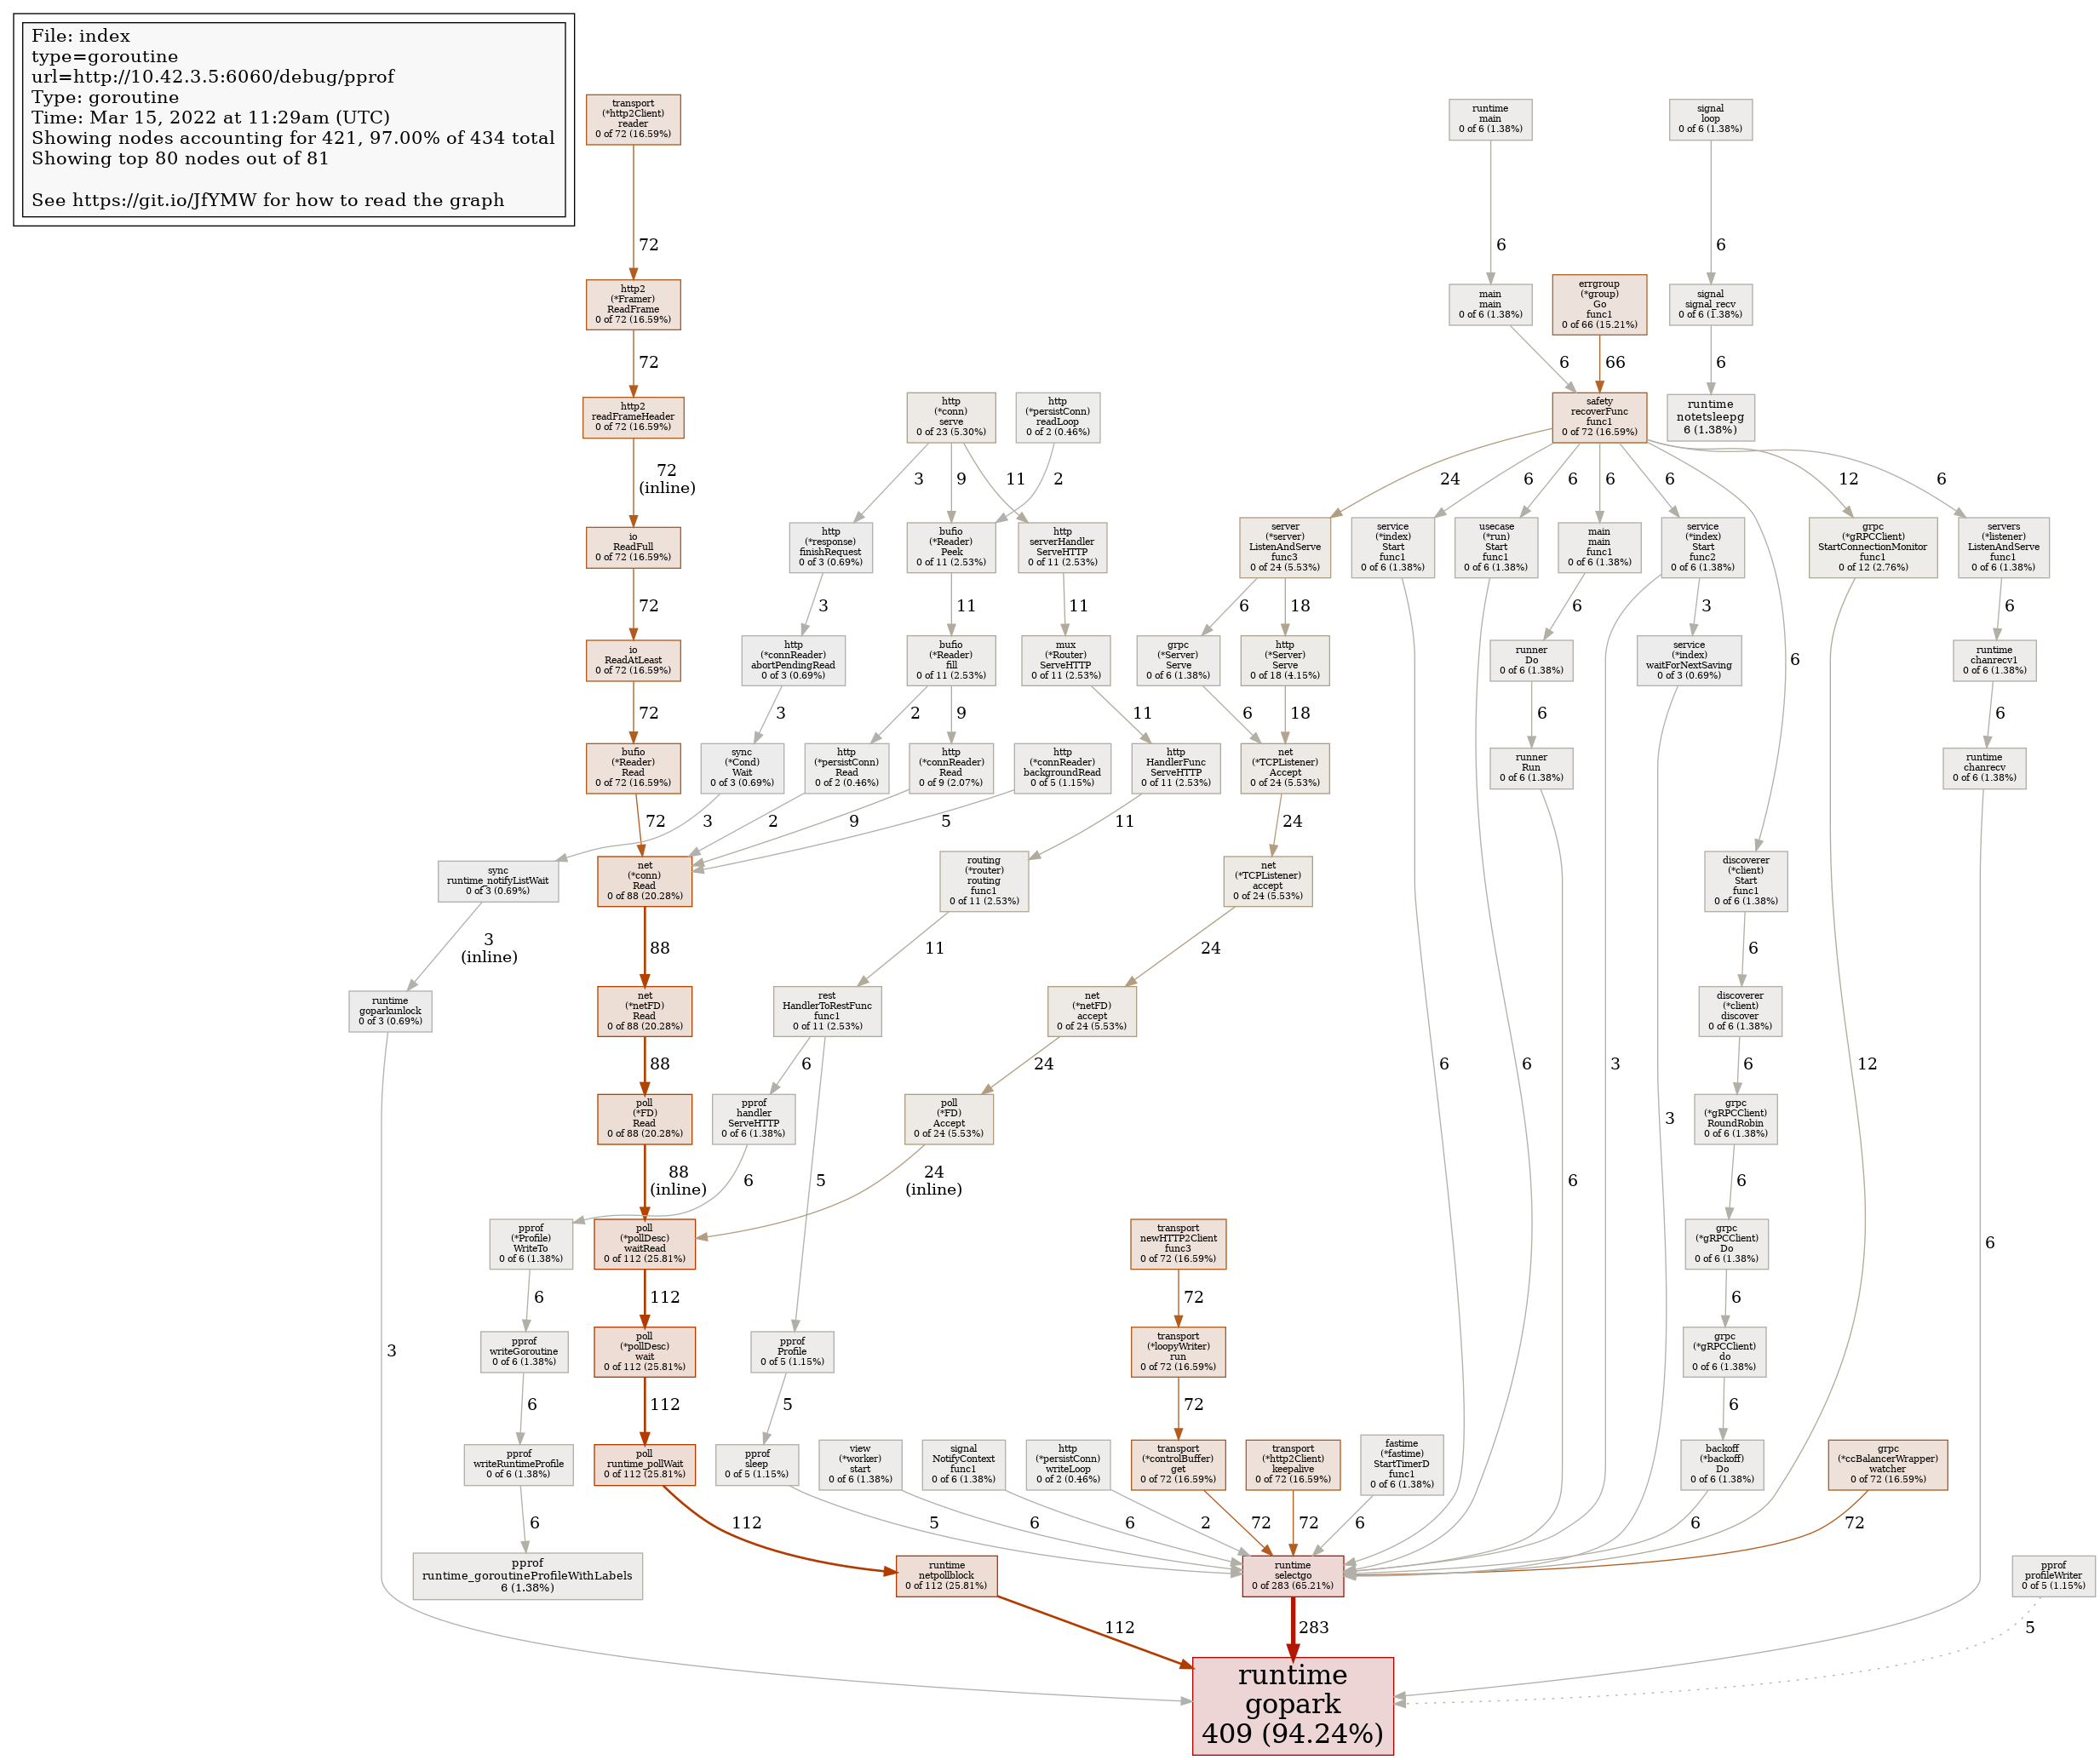 File: index
type=goroutine
url=http://10.42.3.5:6060/debug/pprof
Type: goroutine
Time: Mar 15, 2022 at 11:29am (UTC)
Showing nodes accounting for 421, 97.00% of 434 total
Showing top 80 nodes out of 81
See https://git.io/JfYMW for how to read the graph
transport
(*http2Client)
reader
0 of 72 (16.59%)
runtime
main
0 of 6 (1.38%)
signal
loop
0 of 6 (1.38%)
72
6
6
http2
(*Framer)
ReadFrame
0 of 72 (16.59%)
main
main
0 of 6 (1.38%)
errgroup
(*group)
Go
func1
0 of 66 (15.21%)
signal
signal_recv
0 of 6 (1.38%)
72
6
66
6
http2
readFrameHeader
0 of 72 (16.59%)
http
(*conn)
serve
0 of 23 (5.30%)
http
(*persistConn)
readLoop
0 of 2 (0.46%)
safety
recoverFunc
func1
0 of 72 (16.59%)
runtime
notetsleepg
6 (1.38%)
72
(inline)
3
9
11
2
24
6
6
6
6
12
6
io
ReadFull
0 of 72 (16.59%)
http
(*response)
finishRequest
0 of 3 (0.69%)
bufio
(*Reader)
Peek
0 of 11 (2.53%)
http
serverHandler
ServeHTTP
0 of 11 (2.53%)
server
(*server)
ListenAndServe
func3
0 of 24 (5.53%)
service
(*index)
Start
func1
0 of 6 (1.38%)
usecase
(*run)
Start
func1
0 of 6 (1.38%)
main
main
func1
0 of 6 (1.38%)
service
(*index)
Start
func2
0 of 6 (1.38%)
grpc
(*gRPCClient)
StartConnectionMonitor
func1
0 of 12 (2.76%)
servers
(*listener)
ListenAndServe
func1
0 of 6 (1.38%)
72
3
11
11
6
18
6
3
6
6
io
ReadAtLeast
0 of 72 (16.59%)
http
(*connReader)
abortPendingRead
0 of 3 (0.69%)
bufio
(*Reader)
fill
0 of 11 (2.53%)
mux
(*Router)
ServeHTTP
0 of 11 (2.53%)
grpc
(*Server)
Serve
0 of 6 (1.38%)
http
(*Server)
Serve
0 of 18 (4.15%)
runner
Do
0 of 6 (1.38%)
service
(*index)
waitForNextSaving
0 of 3 (0.69%)
runtime
chanrecv1
0 of 6 (1.38%)
72
3
2
9
11
6
18
6
6
bufio
(*Reader)
Read
0 of 72 (16.59%)
sync
(*Cond)
Wait
0 of 3 (0.69%)
http
(*persistConn)
Read
0 of 2 (0.46%)
http
(*connReader)
Read
0 of 9 (2.07%)
http
(*connReader)
backgroundRead
0 of 5 (1.15%)
http
HandlerFunc
ServeHTTP
0 of 11 (2.53%)
net
(*TCPListener)
Accept
0 of 24 (5.53%)
runner
Run
0 of 6 (1.38%)
runtime
chanrecv
0 of 6 (1.38%)
72
3
2
9
5
11
24
sync
runtime_notifyListWait
0 of 3 (0.69%)
net
(*conn)
Read
0 of 88 (20.28%)
routing
(*router)
routing
func1
0 of 11 (2.53%)
net
(*TCPListener)
accept
0 of 24 (5.53%)
discoverer
(*client)
Start
func1
0 of 6 (1.38%)
3
(inline)
88
11
24
6
runtime
goparkunlock
0 of 3 (0.69%)
net
(*netFD)
Read
0 of 88 (20.28%)
rest
HandlerToRestFunc
func1
0 of 11 (2.53%)
net
(*netFD)
accept
0 of 24 (5.53%)
discoverer
(*client)
discover
0 of 6 (1.38%)
88
6
24
6
6
3
6
12
poll
(*FD)
Read
0 of 88 (20.28%)
pprof
handler
ServeHTTP
0 of 6 (1.38%)
poll
(*FD)
Accept
0 of 24 (5.53%)
grpc
(*gRPCClient)
RoundRobin
0 of 6 (1.38%)
3
88
(inline)
6
5
24
(inline)
6
6
pprof
(*Profile)
WriteTo
0 of 6 (1.38%)
poll
(*pollDesc)
waitRead
0 of 112 (25.81%)
transport
newHTTP2Client
func3
0 of 72 (16.59%)
grpc
(*gRPCClient)
Do
0 of 6 (1.38%)
6
6
112
72
6
pprof
writeGoroutine
0 of 6 (1.38%)
poll
(*pollDesc)
wait
0 of 112 (25.81%)
pprof
Profile
0 of 5 (1.15%)
transport
(*loopyWriter)
run
0 of 72 (16.59%)
grpc
(*gRPCClient)
do
0 of 6 (1.38%)
3
6
112
5
72
6
pprof
writeRuntimeProfile
0 of 6 (1.38%)
poll
runtime_pollWait
0 of 112 (25.81%)
pprof
sleep
0 of 5 (1.15%)
view
(*worker)
start
0 of 6 (1.38%)
signal
NotifyContext
func1
0 of 6 (1.38%)
http
(*persistConn)
writeLoop
0 of 2 (0.46%)
transport
(*controlBuffer)
get
0 of 72 (16.59%)
transport
(*http2Client)
keepalive
0 of 72 (16.59%)
fastime
(*fastime)
StartTimerD
func1
0 of 6 (1.38%)
backoff
(*backoff)
Do
0 of 6 (1.38%)
grpc
(*ccBalancerWrapper)
watcher
0 of 72 (16.59%)
6
112
5
6
6
2
72
72
6
6
72
pprof
runtime_goroutineProfileWithLabels
6 (1.38%)
runtime
netpollblock
0 of 112 (25.81%)
runtime
selectgo
0 of 283 (65.21%)
pprof
profileWriter
0 of 5 (1.15%)
112
283
5
runtime
gopark
409 (94.24%)